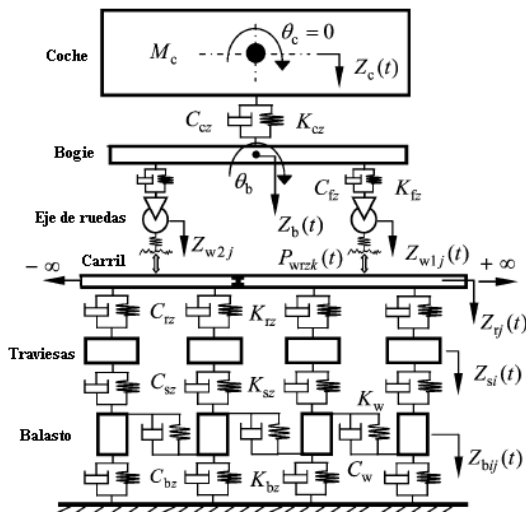 θc = 0
Coche
Mc
Zc(t)
Ccz
Kcz
Bogie
θb
Cfz
Kfz
Zb(t)
Eje de ruedas
Zw2j
Zw1j(t)
Pwrzk(t)
− ∞
Carril
+ ∞
Crz
Krz
Zrj(t)
Traviesas
Zsi(t)
Csz
Ksz
Kw
Balasto
Zbij(t)
Cbz
Kbz
Cw